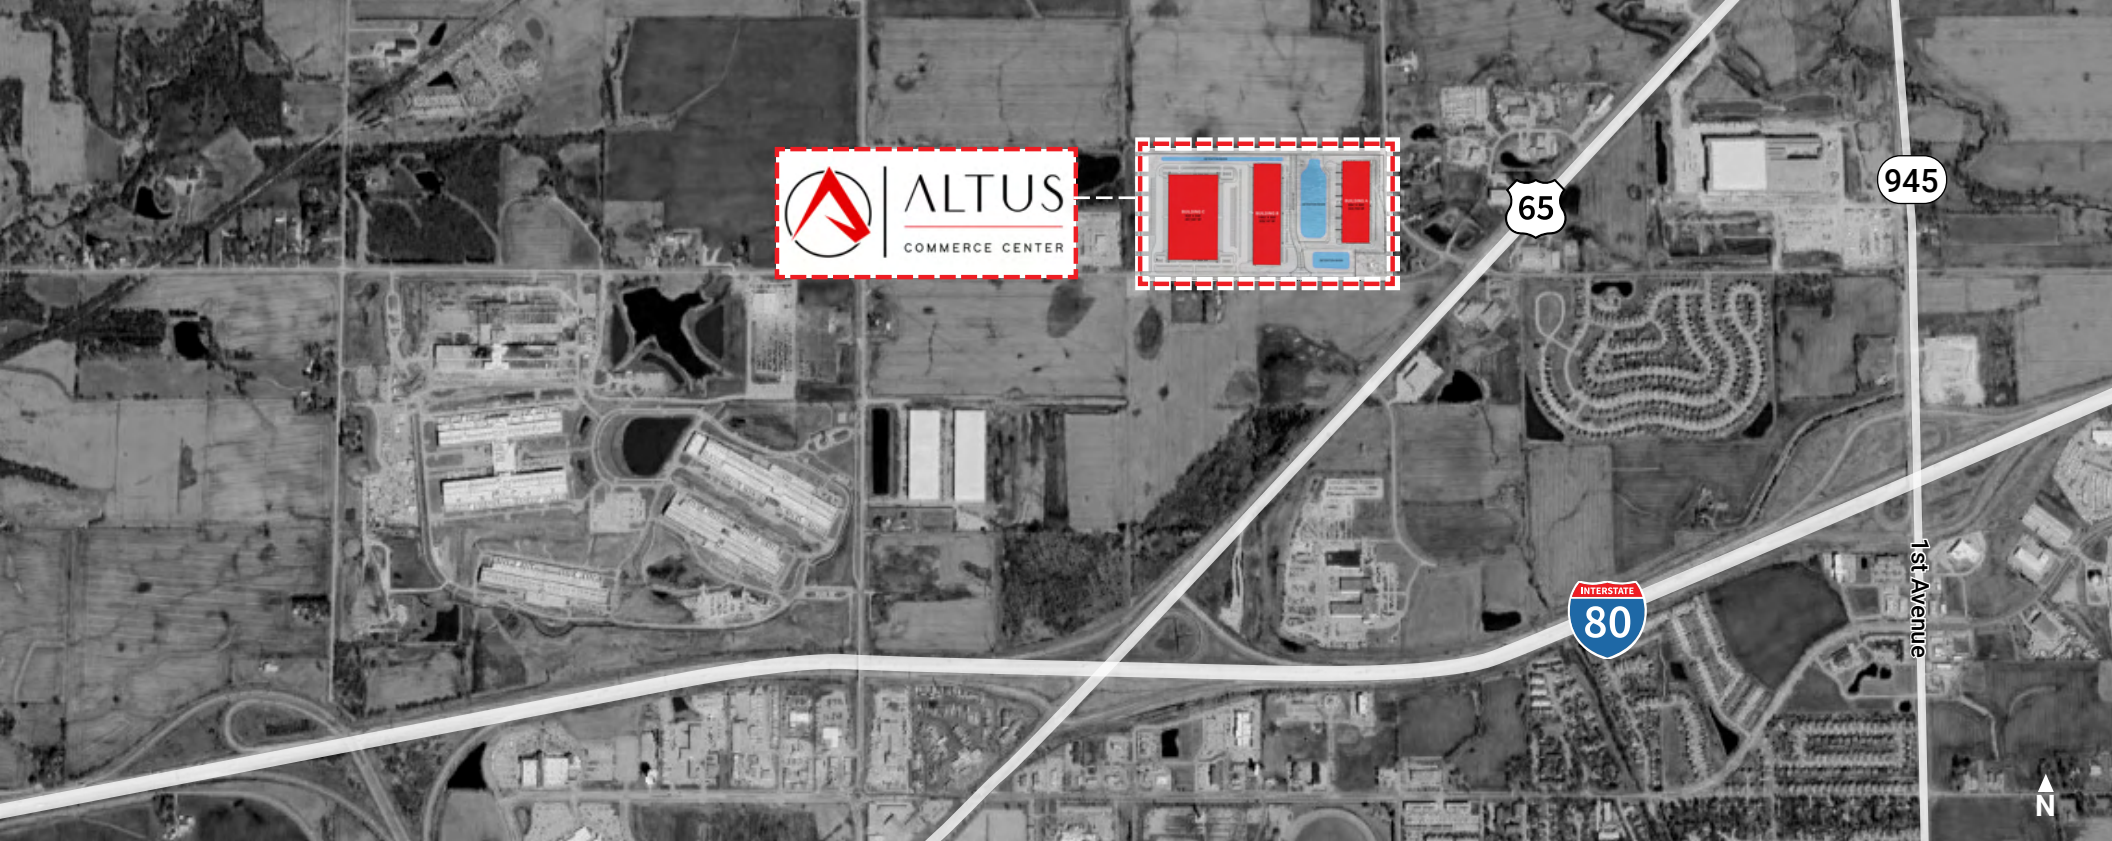 ALTUS
COMMERCE CENTER
65
945
1st Avenue
INTERSTATE
80
N